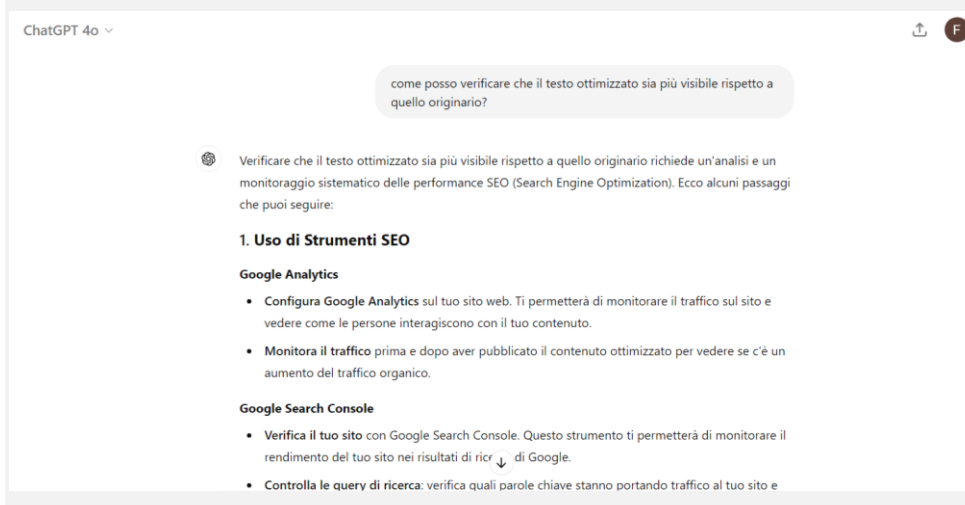 ChatGPT 4o
F
come posso verificare che il testo ottimizzato sia più visibile rispetto a
quello originario?
Verificare che il testo ottimizzato sia più visibile rispetto a quello originario richiede un'analisi e un
monitoraggio sistematico delle performance SEO (Search Engine Optimization). Ecco alcuni passaggi
che puoi seguire:
1. Uso di Strumenti SEO
Google Analytics
• Configura Google Analytics sul tuo sito web. Ti permetterà di monitorare il traffico sul sito e
vedere come le persone interagiscono con il tuo contenuto.
• Monitora il traffico prima e dopo aver pubblicato il contenuto ottimizzato per vedere se c'è un
aumento del traffico organico.
Google Search Console
• Verifica il tuo sito con Google Search Console. Questo strumento ti permetterà di monitorare il
rendimento del tuo sito nei risultati di di Google.
• Controlla le query di ricerca: verifica quali parole chiave stanno portando traffico al tuo sito e